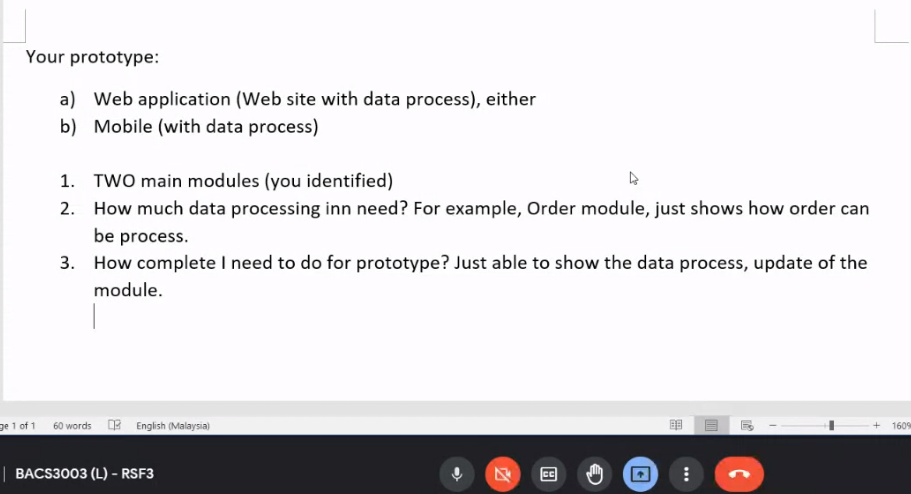 Your prototype:
a) Web application (Web site with data process), either
b) Mobile (with data process)
1. TWO main modules (you identified)
2. How much data processing inn need? For example, Order module, just shows how order can
be process.
3. How complete I need to do for prototype? Just able to show the data process, update of the
module.
ge 1 of 1 60 words English (Malaysia) 160%
BACS3003 (L) - RSF3
CC